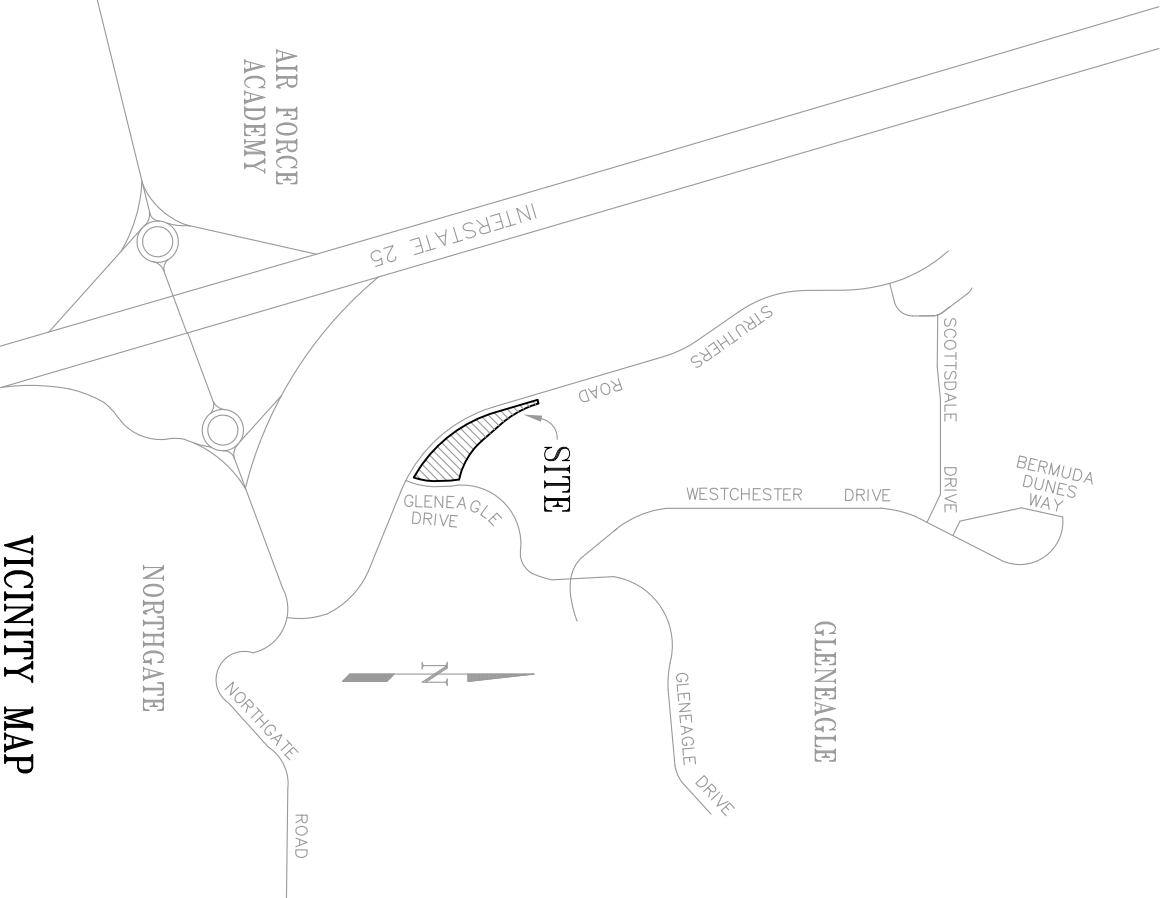 BERMUDA
DUNES
WAY
SCOTTSDALE DRIVE
WESTCHESTER DRIVE
GLENEAGLE
GLENEAGLE DRIVE
STRUTHERS
ROAD
SITE
GLENEAGLE
DRIVE
INTERSTATE 25
N
AIR FORCE
ACADEMY
NORTHGATE
ROAD
NORTHGATE
VICINITY MAP